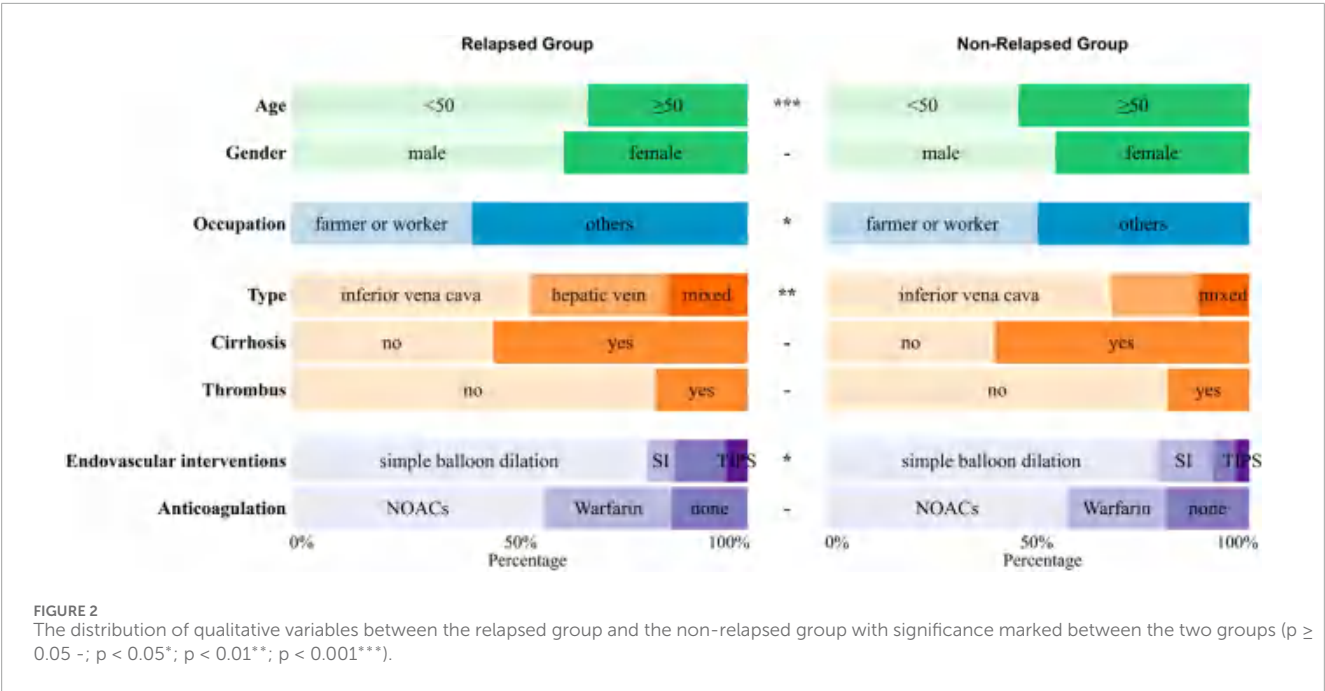 Relapsed Group Non-Relapsed Group
Age <50 ≥50 *** <50 ≥50
Gender male female - male female
Occupation farmer or worker others * farmer or worker others
Type inferior vena cava hepatic vein mixed ** inferior vena cava mixed
Cirrhosis no yes - no yes
Thrombus no yes - no yes
Endovascular interventions simple balloon dilation SI TIPS * simple balloon dilation SI TIPS
Anticoagulation NOACs Warfarin none - NOACs Warfarin none
0% 50% 100% 0% 50% 100%
Percentage Percentage
FIGURE 2
The distribution of qualitative variables between the relapsed group and the non-relapsed group with significance marked between the two groups (p ≥
0.05 -; p < 0.05*; p < 0.01**; p < 0.001***).